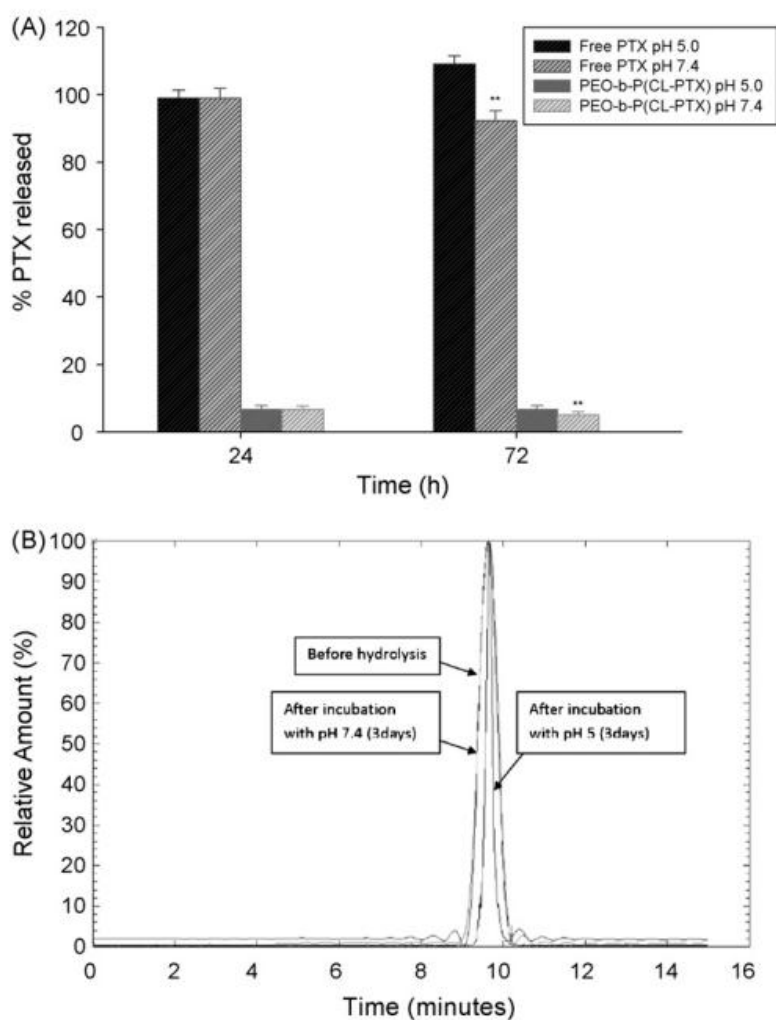 (A)
120
100
80
60
40
20
0
% PTX released
Free PTX pH 5.0
Free PTX pH 7.4
PEO-b-P(CL-PTX) pH 5.0
PEO-b-P(CL-PTX) pH 7.4
**
**
24 72
Time (h)
(B)
100
90
80
70
60
50
40
30
20
10
0
Relative Amount (%)
Before hydrolysis
After incubation
with pH 7.4 (3days)
After incubation
with pH 5 (3days)
0 2 4 6 8 10 12 14 16
Time (minutes)